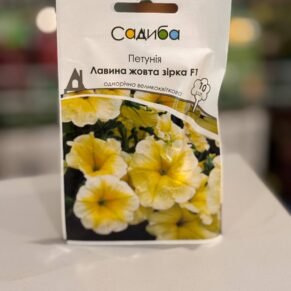 Садиба
Петунія
Лавина жовта зірка F1
однорічна великоквіткова
10